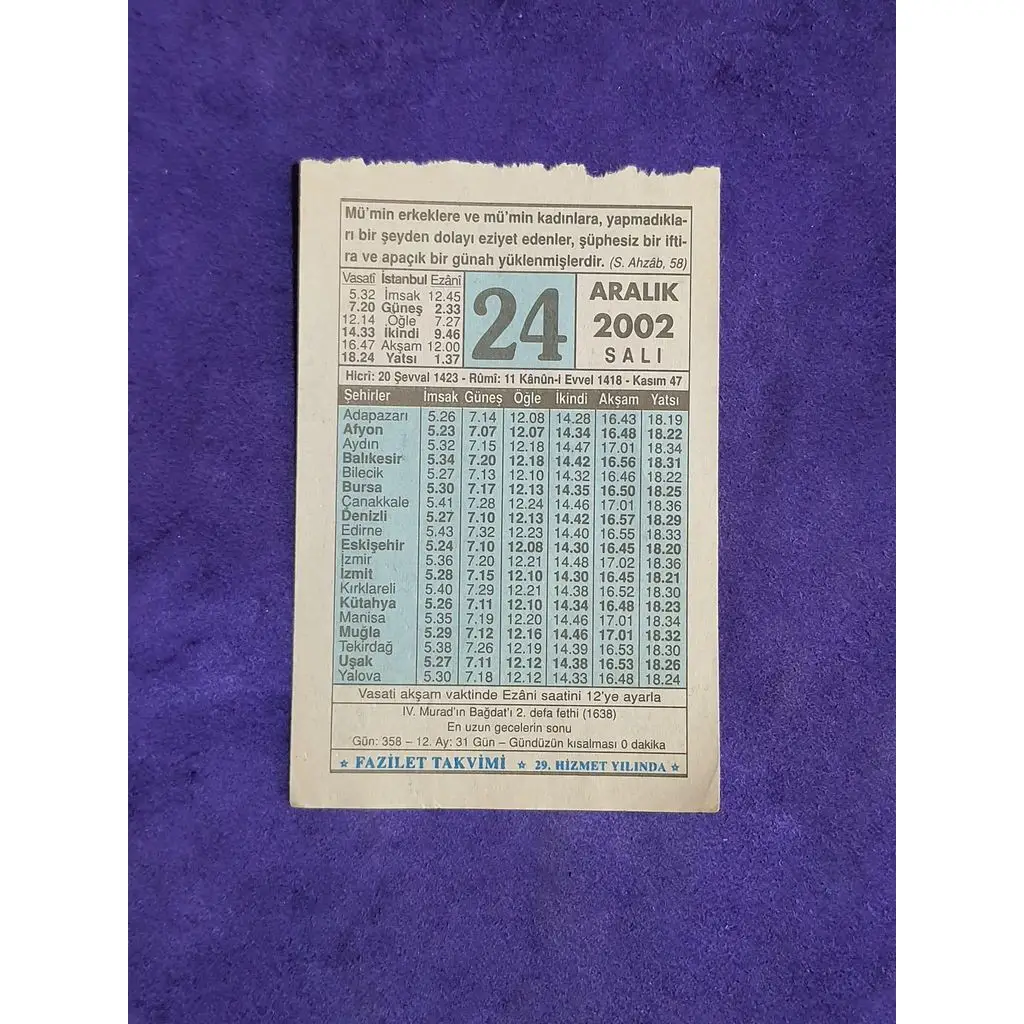 Mü'min erkeklere ve mü'min kadınlara, yapmadıkla-
rı bir şeyden dolayı eziyet edenler, şüphesiz bir ifti-
ra ve apaçık bir günah yüklenmişlerdir. (S. Ahzâb, 58)
Vasatî İstanbul Ezânî
5.32 İmsak 12.45
7.20 Güneş 2.33
12.14 Öğle 7.27
14.33 İkindi 9.46
16.47 Akşam 12.00
18.24 Yatsı 1.37
24
ARALIK
2002
SALI
Hicrî: 20 Şevval 1423 - Rûmî: 11 Kânûn-ı Evvel 1418 - Kasım 47
Şehirler İmsak Güneş Öğle İkindi Akşam Yatsı
Adapazarı 5.26 7.14 12.08 14.28 16.43 18.19
Afyon 5.23 7.07 12.07 14.34 16.48 18.22
Aydın 5.32 7.15 12.18 14.47 17.01 18.34
Balıkesir 5.34 7.20 12.18 14.42 16.56 18.31
Bilecik 5.27 7.13 12.10 14.32 16.46 18.22
Bursa 5.30 7.17 12.13 14.35 16.50 18.25
Çanakkale 5.41 7.28 12.24 14.46 17.01 18.36
Denizli 5.27 7.10 12.13 14.42 16.57 18.29
Edirne 5.43 7.32 12.23 14.40 16.55 18.33
Eskişehir 5.24 7.10 12.08 14.30 16.45 18.20
İzmir 5.36 7.20 12.21 14.48 17.02 18.36
İzmit 5.28 7.15 12.10 14.30 16.45 18.21
Kırklareli 5.40 7.29 12.21 14.38 16.52 18.30
Kütahya 5.26 7.11 12.10 14.34 16.48 18.23
Manisa 5.35 7.19 12.20 14.46 17.01 18.34
Muğla 5.29 7.12 12.16 14.46 17.01 18.32
Tekirdağ 5.38 7.26 12.19 14.39 16.53 18.30
Uşak 5.27 7.11 12.12 14.38 16.53 18.26
Yalova 5.30 7.18 12.12 14.33 16.48 18.24
Vasati akşam vaktinde Ezâni saatini 12'ye ayarla
IV. Murad'ın Bağdat'ı 2. defa fethi (1638)
En uzun gecelerin sonu
Gün: 358 – 12. Ay: 31 Gün – Gündüzün kısalması 0 dakika
☆ FAZİLET TAKVİMİ ☆ 29. HİZMET YILINDA ☆